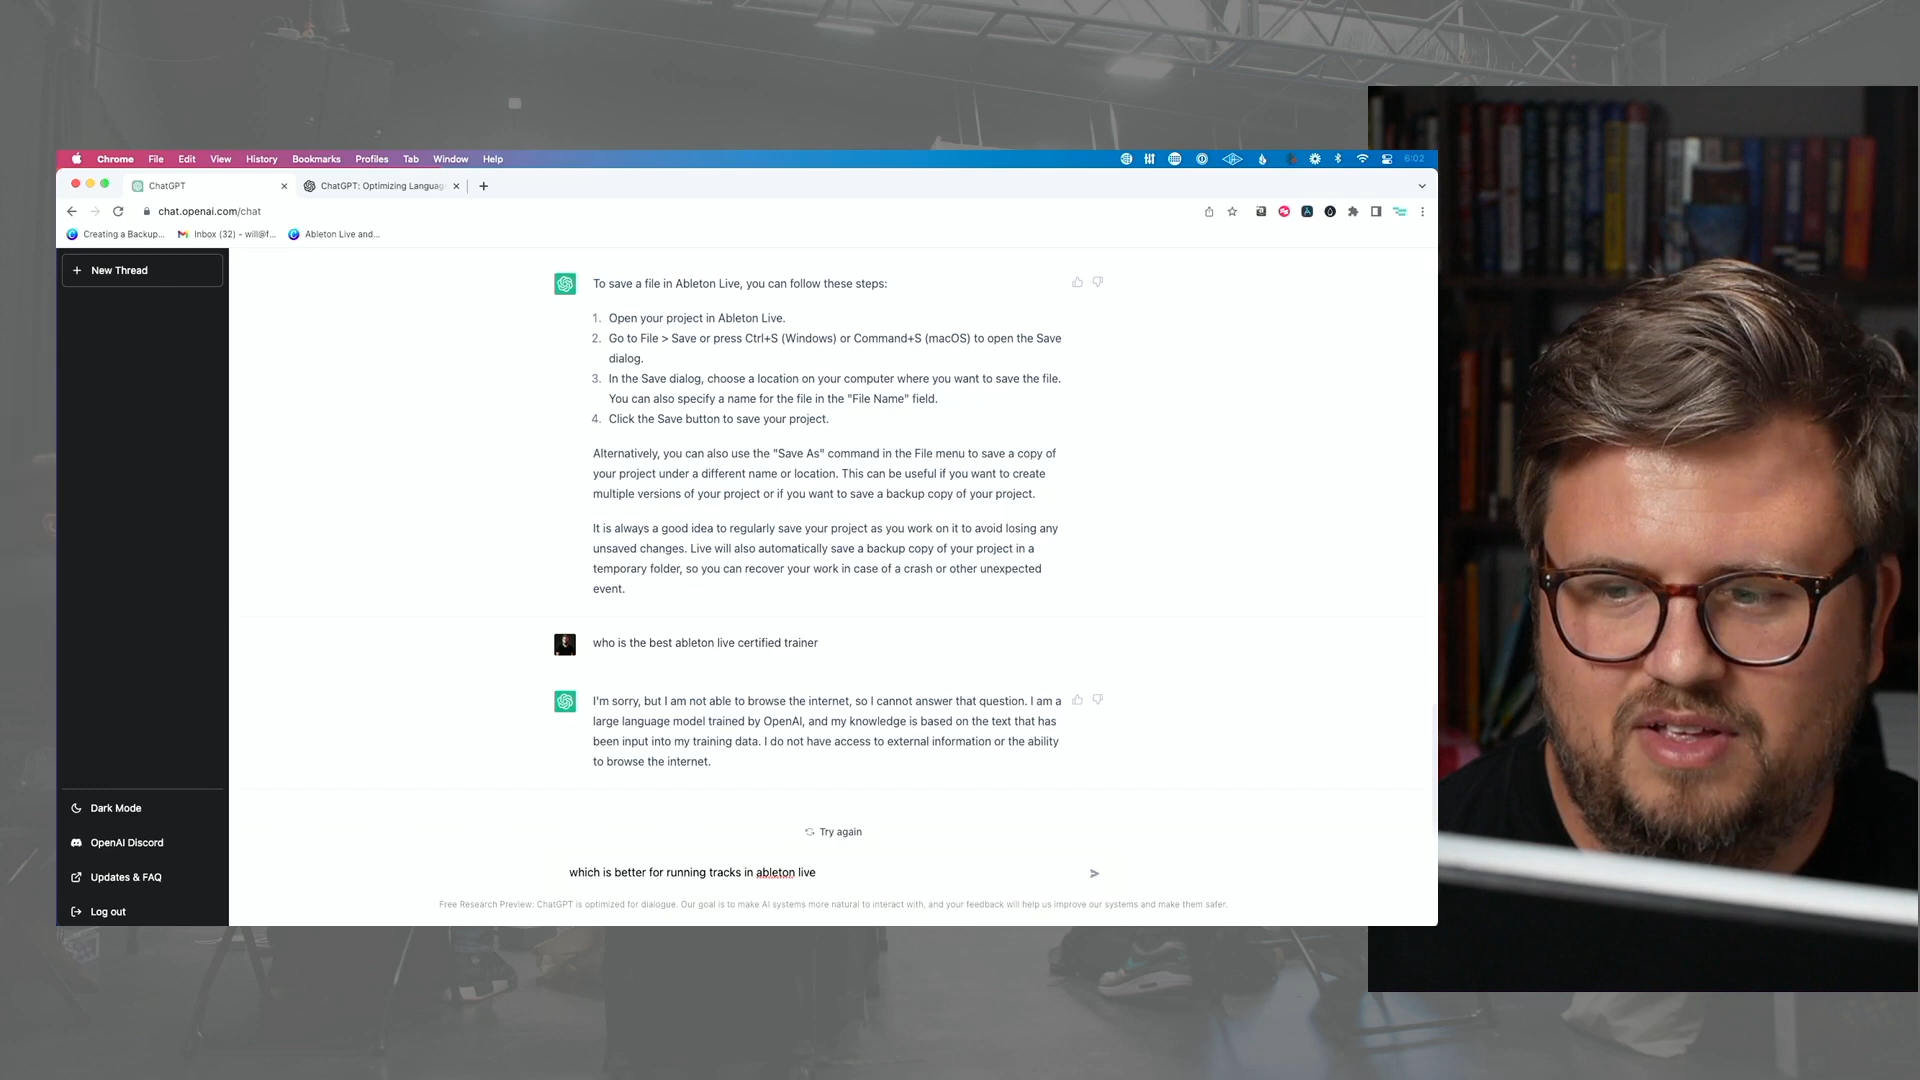 Chrome File Edit View History Bookmarks Profiles Tab Window Help 6:02
ChatGPT ChatGPT: Optimizing Languag
chat.openai.com/chat
Creating a Backup... Inbox (32) - will@f... Ableton Live and...
New Thread
To save a file in Ableton Live, you can follow these steps:
1. Open your project in Ableton Live.
2. Go to File > Save or press Ctrl+S (Windows) or Command+S (macOS) to open the Save
dialog.
3. In the Save dialog, choose a location on your computer where you want to save the file.
You can also specify a name for the file in the "File Name" field.
4. Click the Save button to save your project.
Alternatively, you can also use the "Save As" command in the File menu to save a copy of
your project under a different name or location. This can be useful if you want to create
multiple versions of your project or if you want to save a backup copy of your project.
It is always a good idea to regularly save your project as you work on it to avoid losing any
unsaved changes. Live will also automatically save a backup copy of your project in a
temporary folder, so you can recover your work in case of a crash or other unexpected
event.
who is the best ableton live certified trainer
I'm sorry, but I am not able to browse the internet, so I cannot answer that question. I am a
large language model trained by OpenAI, and my knowledge is based on the text that has
been input into my training data. I do not have access to external information or the ability
to browse the internet.
Dark Mode
OpenAI Discord
Updates & FAQ
Log out
Try again
which is better for running tracks in ableton live
Free Research Preview: ChatGPT is optimized for dialogue. Our goal is to make AI systems more natural to interact with, and your feedback will help us improve our systems and make them safer.